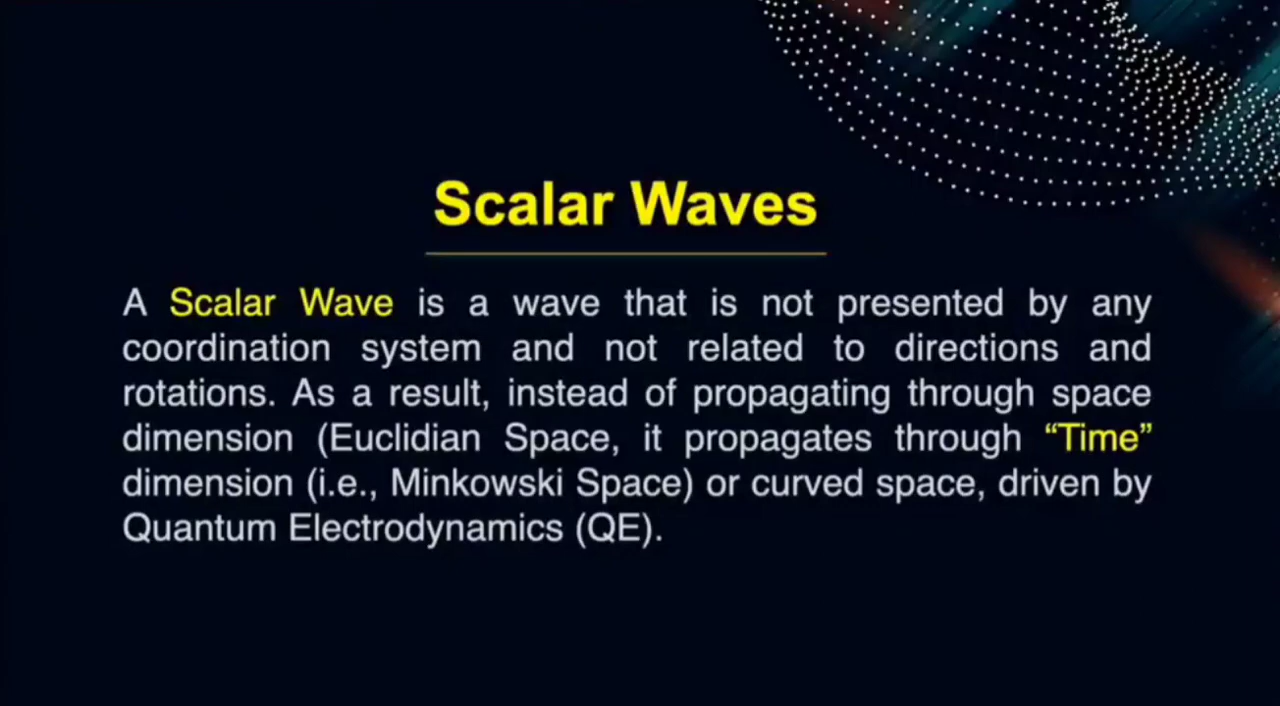 Scalar Waves
A Scalar Wave is a wave that is not presented by any
coordination system and not related to directions and
rotations. As a result, instead of propagating through space
dimension (Euclidian Space, it propagates through “Time”
dimension (i.e., Minkowski Space) or curved space, driven by
Quantum Electrodynamics (QE).